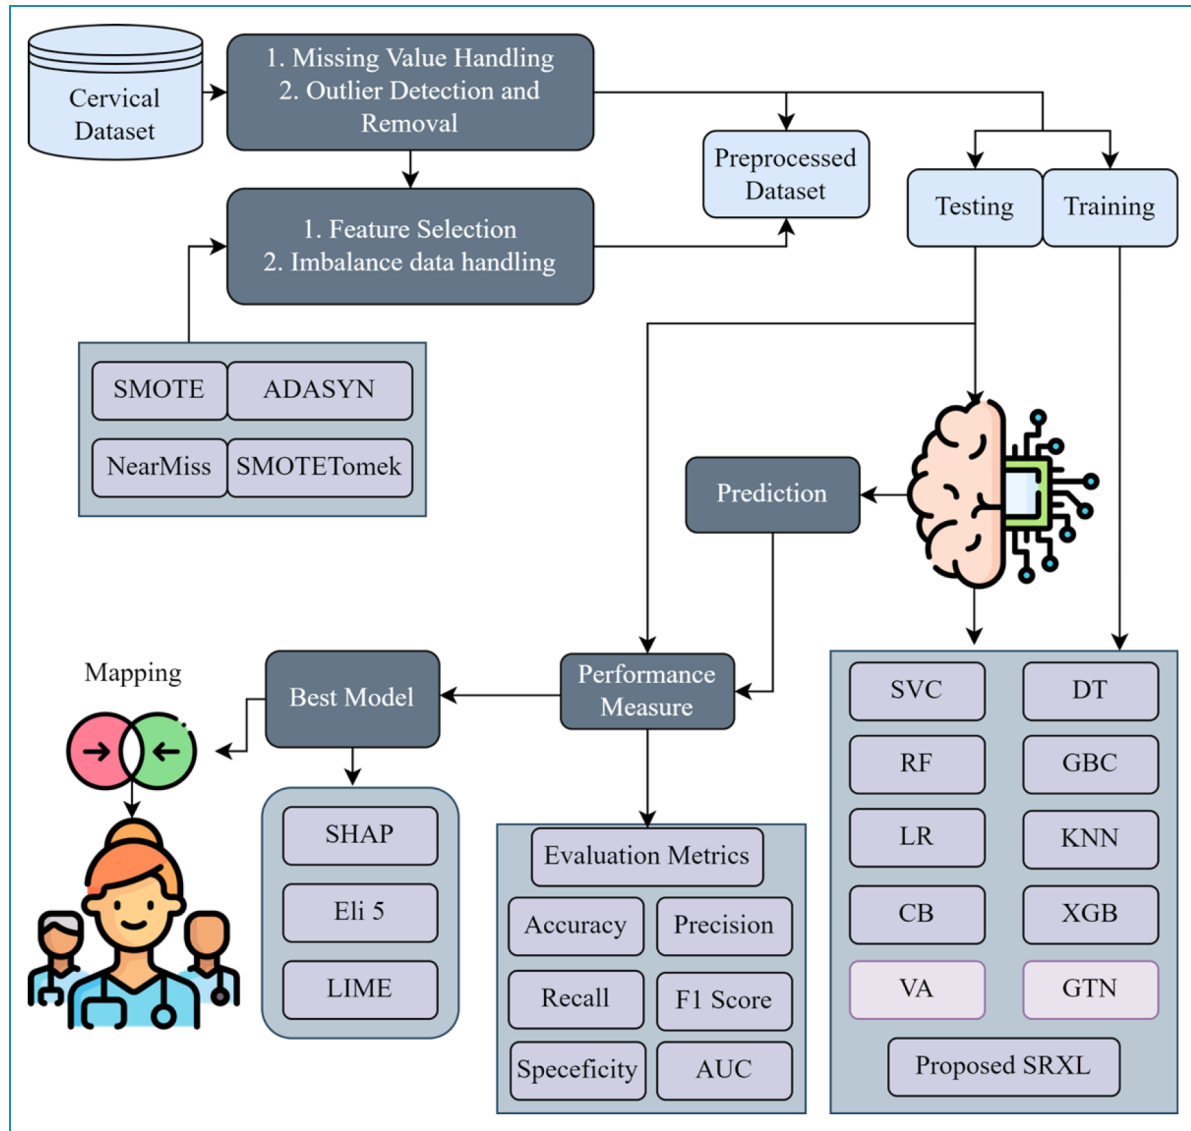 Cervical
Dataset
1. Missing Value Handling
2. Outlier Detection and
Removal
Preprocessed
Dataset
Testing
Training
1. Feature Selection
2. Imbalance data handling
SMOTE
ADASYN
NearMiss
SMOTETomek
Prediction
Mapping
Best Model
Performance
Measure
SHAP
Eli 5
LIME
Evaluation Metrics
Accuracy
Precision
Recall
F1 Score
Speceficity
AUC
SVC
DT
RF
GBC
LR
KNN
CB
XGB
VA
GTN
Proposed SRXL